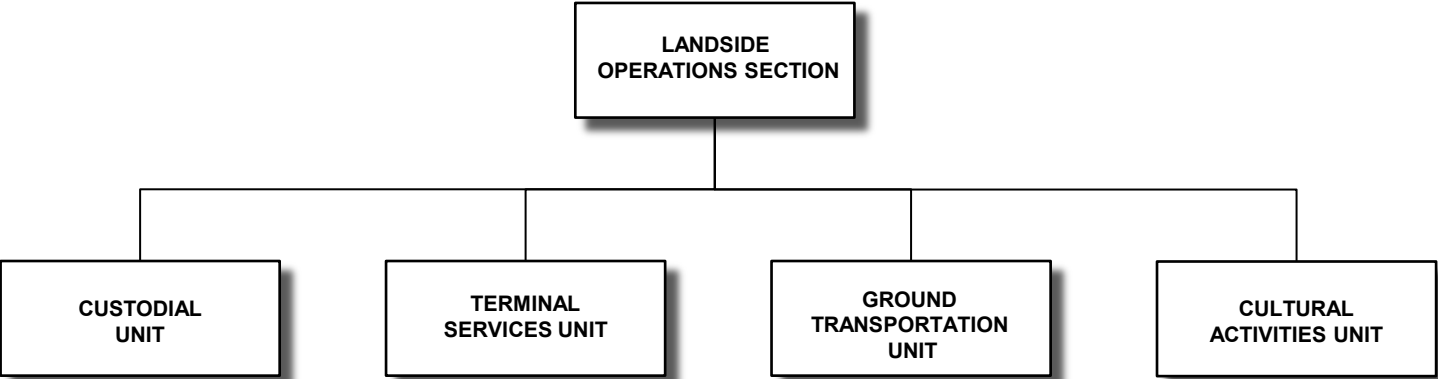 LANDSIDE
OPERATIONS SECTION
CUSTODIAL
UNIT
TERMINAL
SERVICES UNIT
GROUND
TRANSPORTATION
UNIT
CULTURAL
ACTIVITIES UNIT